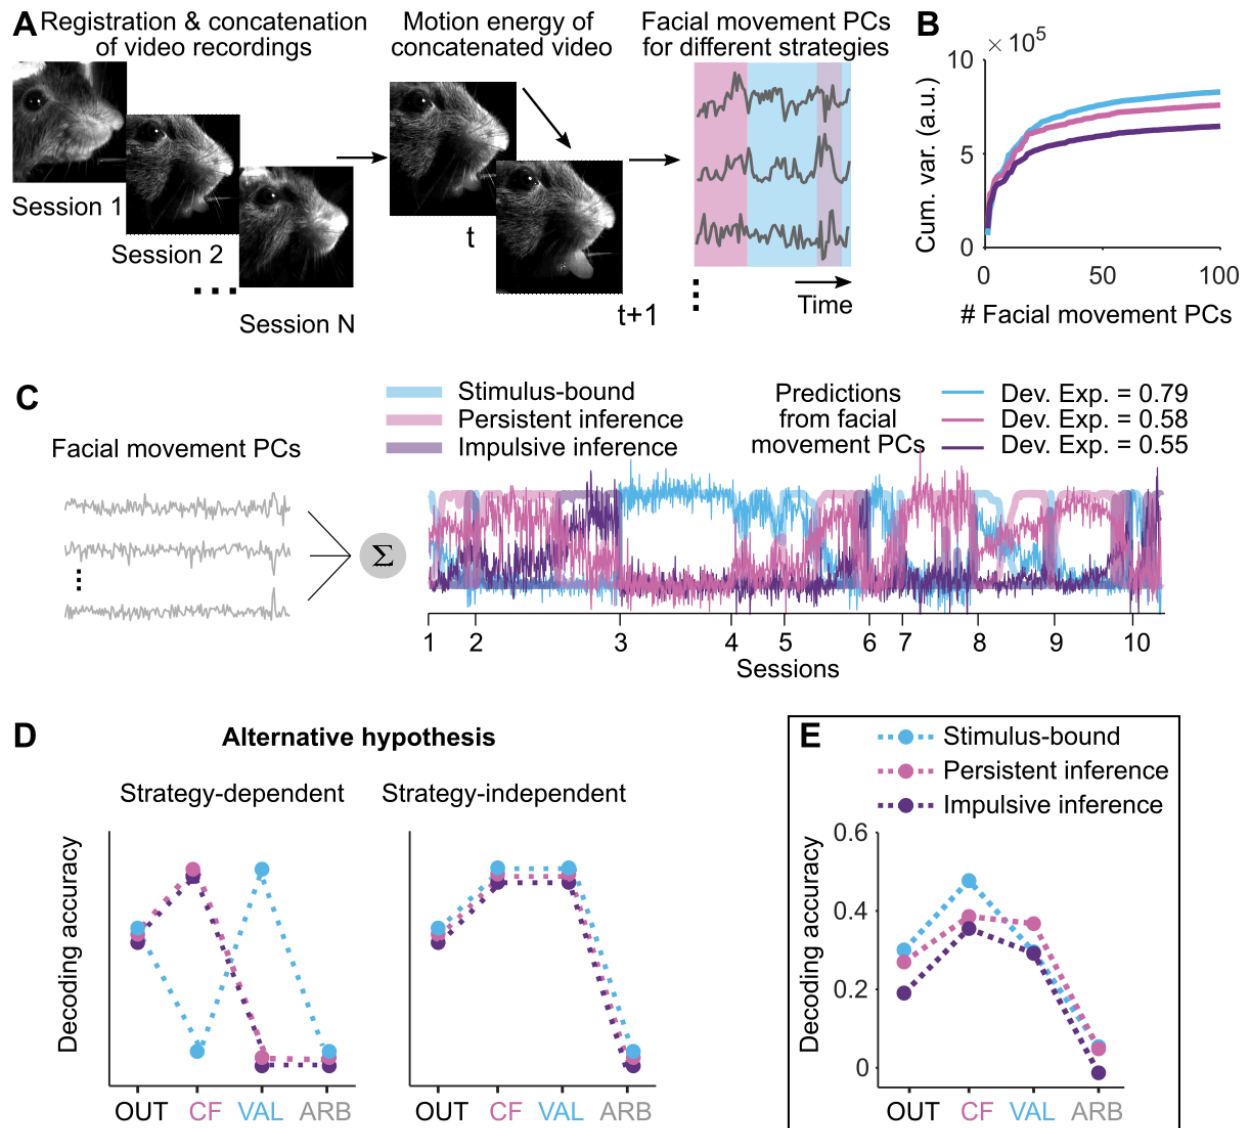 A
Registration & concatenation
of video recordings
Session 1
Session 2
Session N
Motion energy of
concatenated video
t
t+1
Facial movement PCs
for different strategies
Time
B
× 10⁵
10
5
0
Cum. var. (a.u.)
0 50 100
# Facial movement PCs
C
Facial movement PCs
Σ
Stimulus-bound
Persistent inference
Impulsive inference
Predictions
from facial
movement PCs
Dev. Exp. = 0.79
Dev. Exp. = 0.58
Dev. Exp. = 0.55
1 2 3 4 5 6 7 8 9 10
Sessions
D
Alternative hypothesis
Strategy-dependent
Strategy-independent
Decoding accuracy
OUT CF VAL ARB
OUT CF VAL ARB
E
Stimulus-bound
Persistent inference
Impulsive inference
0.6
0.4
0.2
0
Decoding accuracy
OUT CF VAL ARB